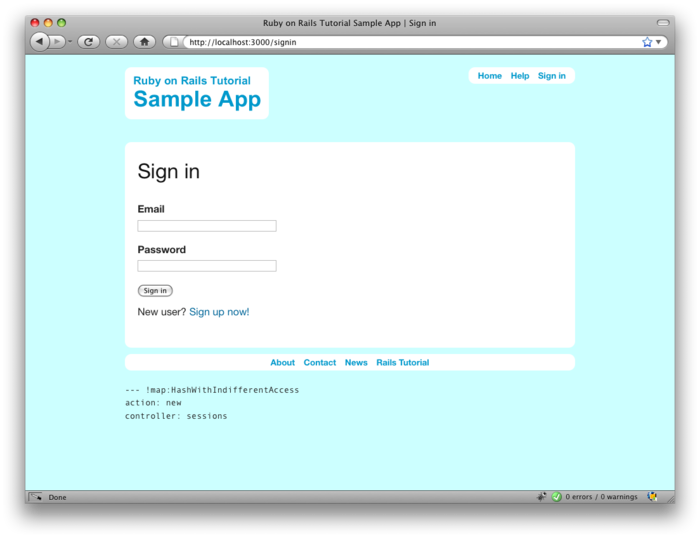 Ruby on Rails Tutorial Sample App | Sign in
http://localhost:3000/signin
Ruby on Rails Tutorial
Sample App
Home Help Sign in
Sign in
Email
Password
Sign in
New user? Sign up now!
About Contact News Rails Tutorial
--- !map:HashWithIndifferentAccess
action: new
controller: sessions
Done
0 errors / 0 warnings